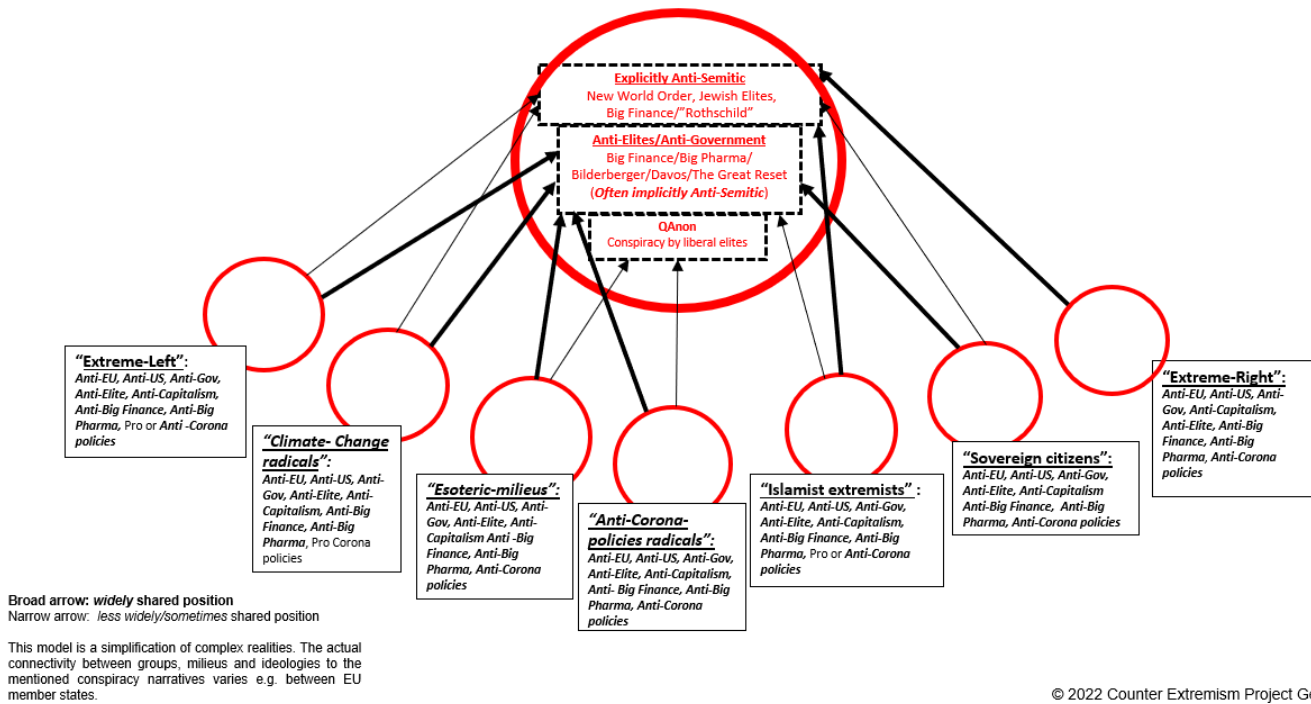 Explicitly Anti-Semitic
New World Order, Jewish Elites,
Big Finance/"Rothschild"
Anti-Elites/Anti-Government
Big Finance/Big Pharma/
Bilderberger/Davos/The Great Reset
(Often implicitly Anti-Semitic)
QAnon
Conspiracy by liberal elites
"Extreme-Left":
Anti-EU, Anti-US, Anti-Gov,
Anti-Elite, Anti-Capitalism,
Anti-Big Finance, Anti-Big
Pharma, Pro or Anti -Corona
policies
"Climate- Change
radicals":
Anti-EU, Anti-US, Anti-
Gov, Anti-Elite, Anti-
Capitalism, Anti-Big
Finance, Anti-Big
Pharma, Pro Corona
policies
"Esoteric-milieus":
Anti-EU, Anti-US, Anti-
Gov, Anti-Elite, Anti-
Capitalism Anti -Big
Finance, Anti-Big
Pharma, Anti-Corona
policies
"Anti-Corona-
policies radicals":
Anti-EU, Anti-US, Anti-Gov,
Anti-Elite, Anti-Capitalism,
Anti- Big Finance, Anti-Big
Pharma, Anti-Corona
policies
"Islamist extremists" :
Anti-EU, Anti-US, Anti-Gov,
Anti-Elite, Anti-Capitalism,
Anti-Big Finance, Anti-Big
Pharma, Pro or Anti-Corona
policies
"Sovereign citizens":
Anti-EU, Anti-US, Anti-Gov,
Anti-Elite, Anti-Capitalism
Anti-Big Finance, Anti-Big
Pharma, Anti-Corona policies
"Extreme-Right":
Anti-EU, Anti-US, Anti-
Gov, Anti-Capitalism,
Anti-Elite, Anti-Big
Finance, Anti-Big
Pharma, Anti-Corona
policies
Broad arrow: widely shared position
Narrow arrow: less widely/sometimes shared position
This model is a simplification of complex realities. The actual
connectivity between groups, milieus and ideologies to the
mentioned conspiracy narratives varies e.g. between EU
member states.
© 2022 Counter Extremism Project Ge